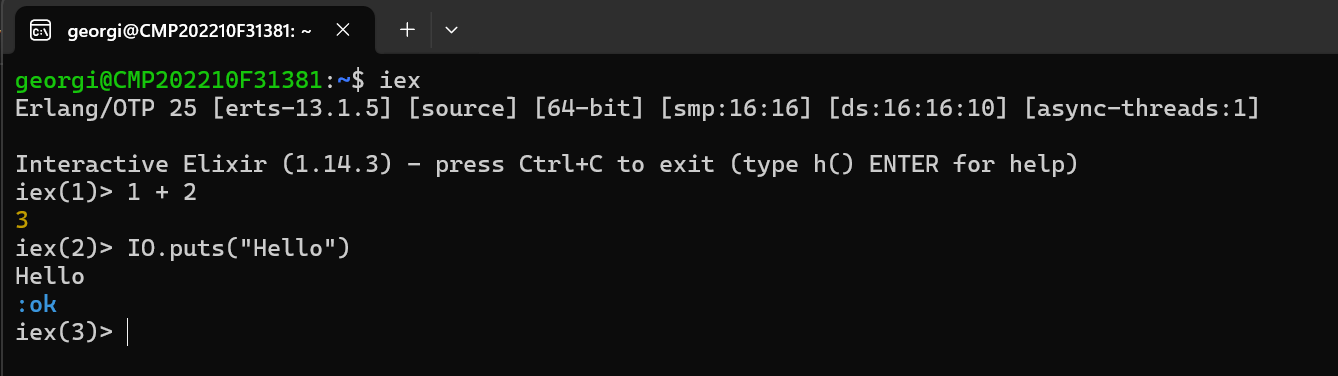 georgi@CMP202210F31381: ~
georgi@CMP202210F31381:~$ iex
Erlang/OTP 25 [erts-13.1.5] [source] [64-bit] [smp:16:16] [ds:16:16:10] [async-threads:1]
Interactive Elixir (1.14.3) - press Ctrl+C to exit (type h() ENTER for help)
iex(1)> 1 + 2
3
iex(2)> IO.puts("Hello")
Hello
:ok
iex(3)>